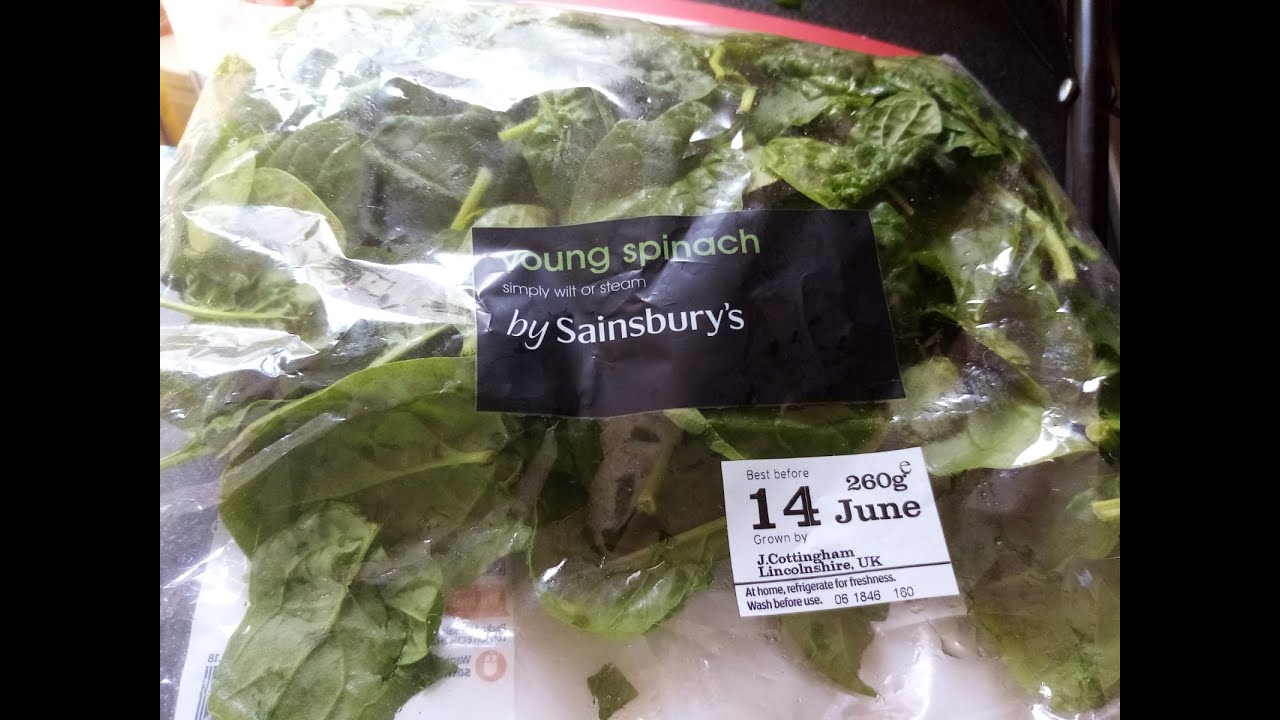 young spinach
simply wilt or steam
by Sainsbury's
Best before
260g e
14 June
Grown by
J.Cottingham
Lincolnshire, UK
At home, refrigerate for freshness.
Wash before use. 06 1846 160